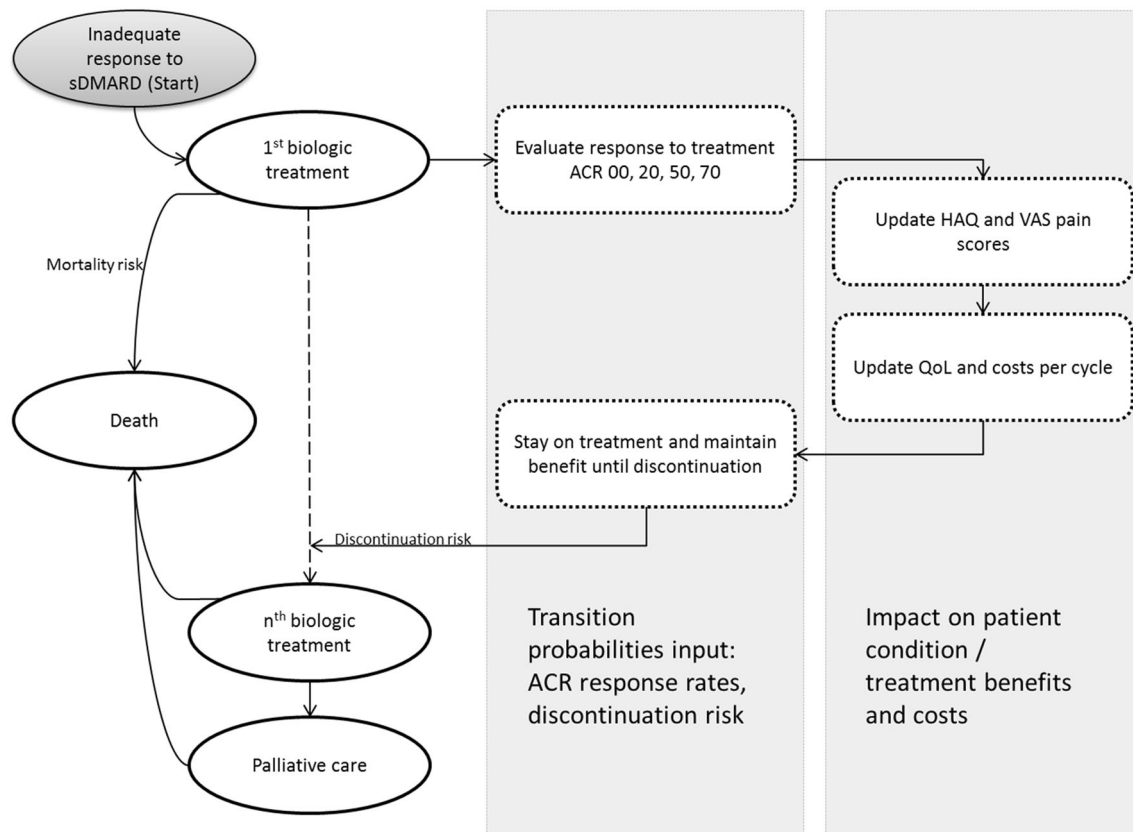 Inadequate
response to
sDMARD (Start)
1st biologic
treatment
Evaluate response to treatment
ACR 00, 20, 50, 70
Update HAQ and VAS pain
scores
Mortality risk
Update QoL and costs per cycle
Death
Stay on treatment and maintain
benefit until discontinuation
Discontinuation risk
nth biologic
treatment
Palliative care
Transition
probabilities input:
ACR response rates,
discontinuation risk
Impact on patient
condition /
treatment benefits
and costs